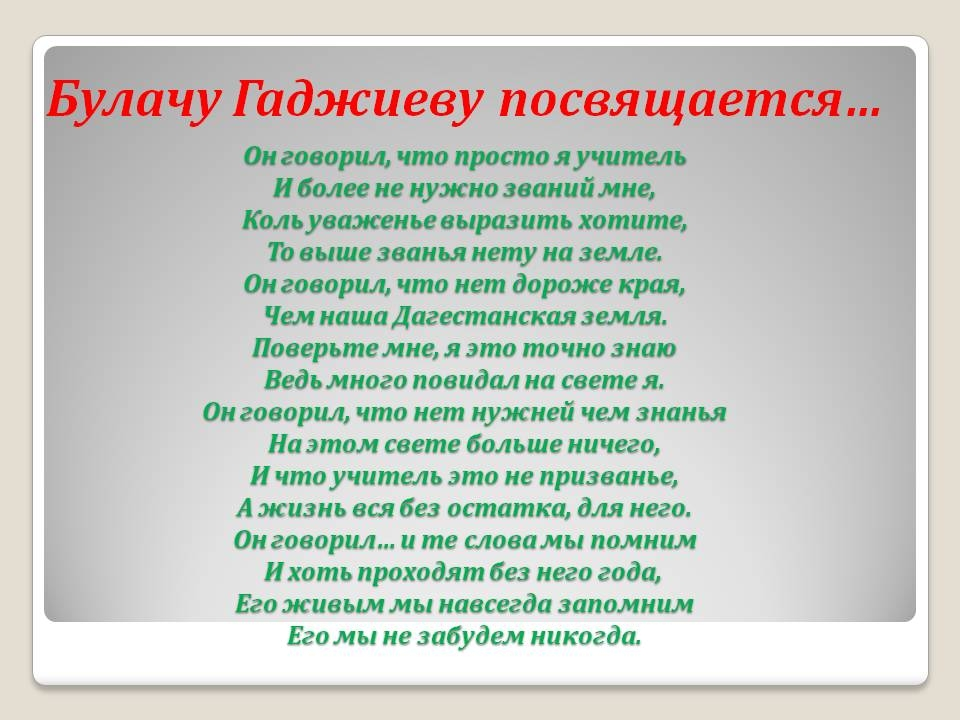 Булачу Гаджиеву посвящается...
Он говорил, что просто я учитель
И более не нужно званий мне,
Коль уваженье выразить хотите,
То выше званья нету на земле.
Он говорил, что нет дороже края,
Чем наша Дагестанская земля.
Поверьте мне, я это точно знаю
Ведь много повидал на свете я.
Он говорил, что нет нужней чем знанья
На этом свете больше ничего,
И что учитель это не призванье,
А жизнь вся без остатка, для него.
Он говорил... и те слова мы помним
И хоть проходят без него года,
Его живым мы навсегда запомним
Его мы не забудем никогда.